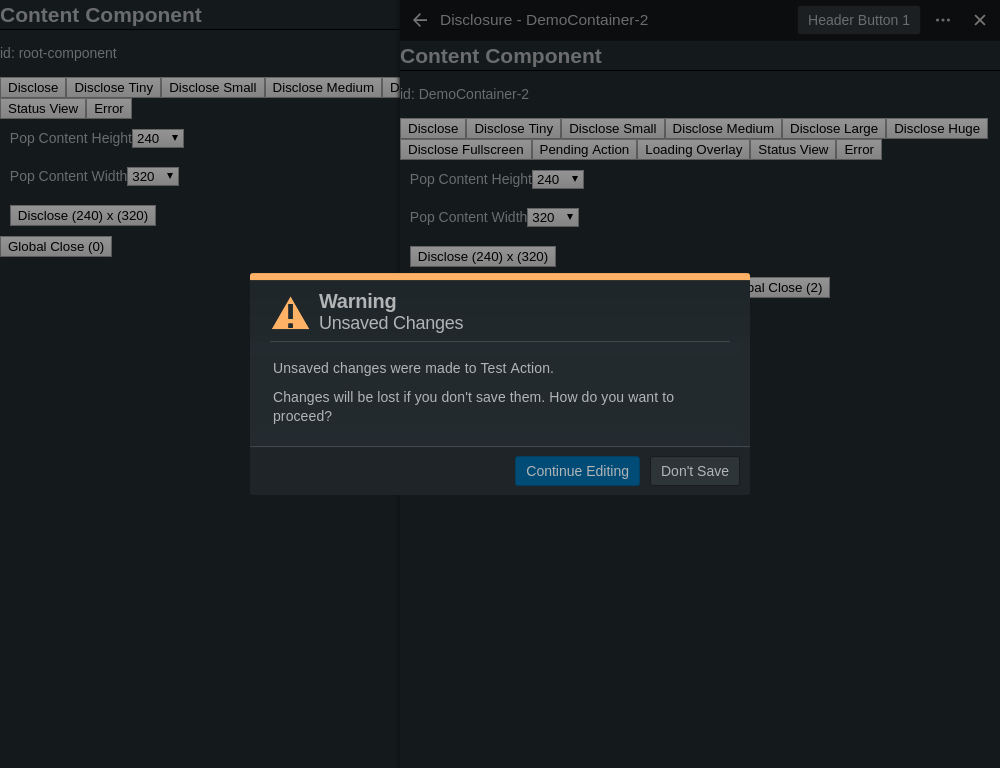 Content Component
id: root-component
Disclose Disclose Tiny Disclose Small Disclose Medium D
Status View Error
Pop Content Height 240
Pop Content Width 320
Disclose (240) x (320)
Global Close (0)
Disclosure - DemoContainer-2 Header Button 1
Content Component
id: DemoContainer-2
Disclose Disclose Tiny Disclose Small Disclose Medium Disclose Large Disclose Huge
Disclose Fullscreen Pending Action Loading Overlay Status View Error
Pop Content Height 240
Pop Content Width 320
Disclose (240) x (320)
bal Close (2)
Warning
Unsaved Changes
Unsaved changes were made to Test Action.
Changes will be lost if you don't save them. How do you want to
proceed?
Continue Editing Don't Save